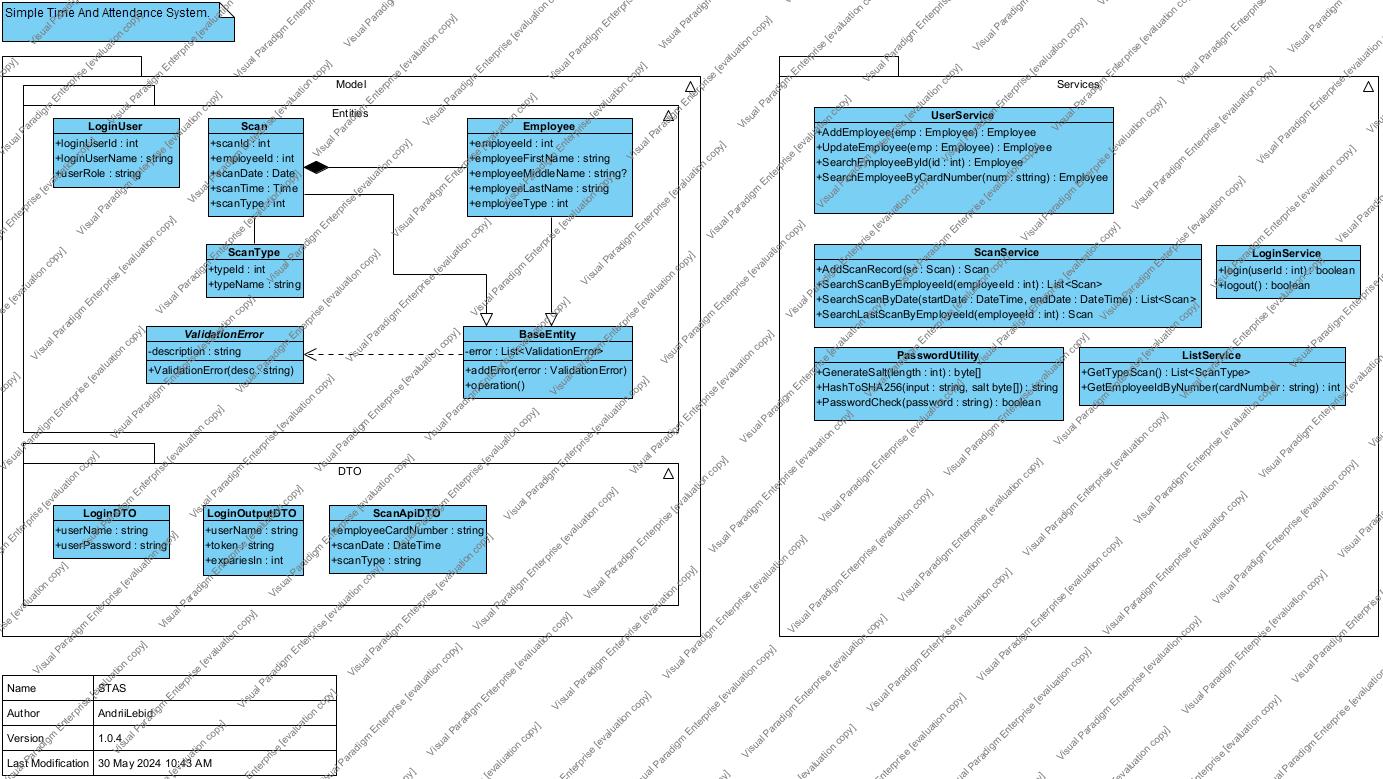 Simple Time And Attendance System.
Model
Entities
LoginUser
+loginUserId : int
+loginUserName : string
+userRole : string
Scan
+scanId : int
+employeeId : int
+scanDate : Date
+scanTime : Time
+scanType : int
Employee
+employeeId : int
+employeeFirstName : string
+employeeMiddleName : string?
+employeeLastName : string
+employeeType : int
ScanType
+typeId : int
+typeName : string
ValidationError
-description : string
+ValidationError(desc : string)
BaseEntity
-error : List<ValidationError>
+addError(error : ValidationError)
+operation()
DTO
LoginDTO
+userName : string
+userPassword : string
LoginOutputDTO
+userName : string
+token : string
+expariesIn : int
ScanApiDTO
+employeeCardNumber : string
+scanDate : DateTime
+scanType : string
Services
UserService
+AddEmployee(emp : Employee) : Employee
+UpdateEmployee(emp : Employee) : Employee
+SearchEmployeeById(id : int) : Employee
+SearchEmployeeByCardNumber(num : sttring) : Employee
ScanService
+AddScanRecord(sc : Scan) : Scan
+SearchScanByEmployeeId(employeeId : int) : List<Scan>
+SearchScanByDate(startDate : DateTime, endDate : DateTime) : List<Scan>
+SearchLastScanByEmployeeId(employeeId : int) : Scan
LoginService
+login(userId : int) : boolean
+logout() : boolean
PasswordUtility
+GenerateSalt(length : int) : byte[]
+HashToSHA256(input : string, salt byte[]) : string
+PasswordCheck(password : string) : boolean
ListService
+GetTypeScan() : List<ScanType>
+GetEmployeeIdByNumber(cardNumber : string) : int
Name STAS
Author AndriiLebid
Version 1.0.4
Last Modification 30 May 2024 10:43 AM
Visual Paradigm Enterprise [evaluation copy]